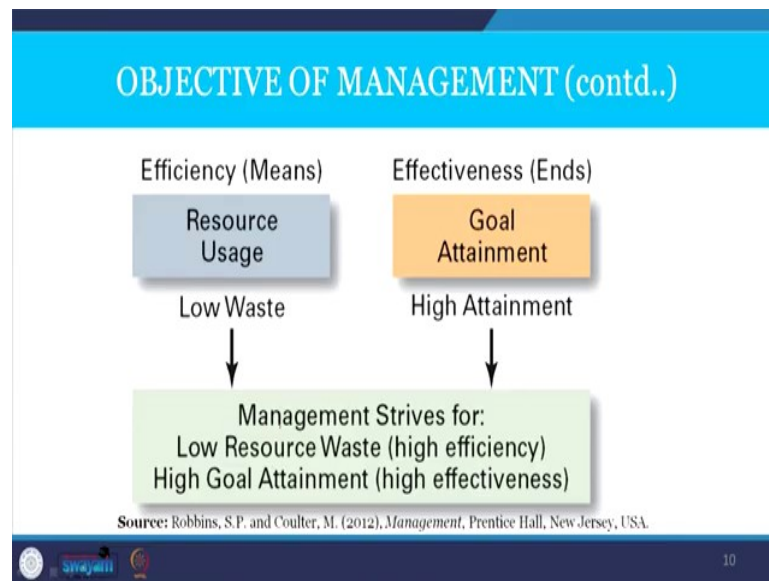 OBJECTIVE OF MANAGEMENT (contd..)
Efficiency (Means)
Effectiveness (Ends)
Resource
Usage
Goal
Attainment
Low Waste
High Attainment
Management Strives for:
Low Resource Waste (high efficiency)
High Goal Attainment (high effectiveness)
Source: Robbins, S.P. and Coulter, M. (2012), Management, Prentice Hall, New Jersey, USA.
swayam
10